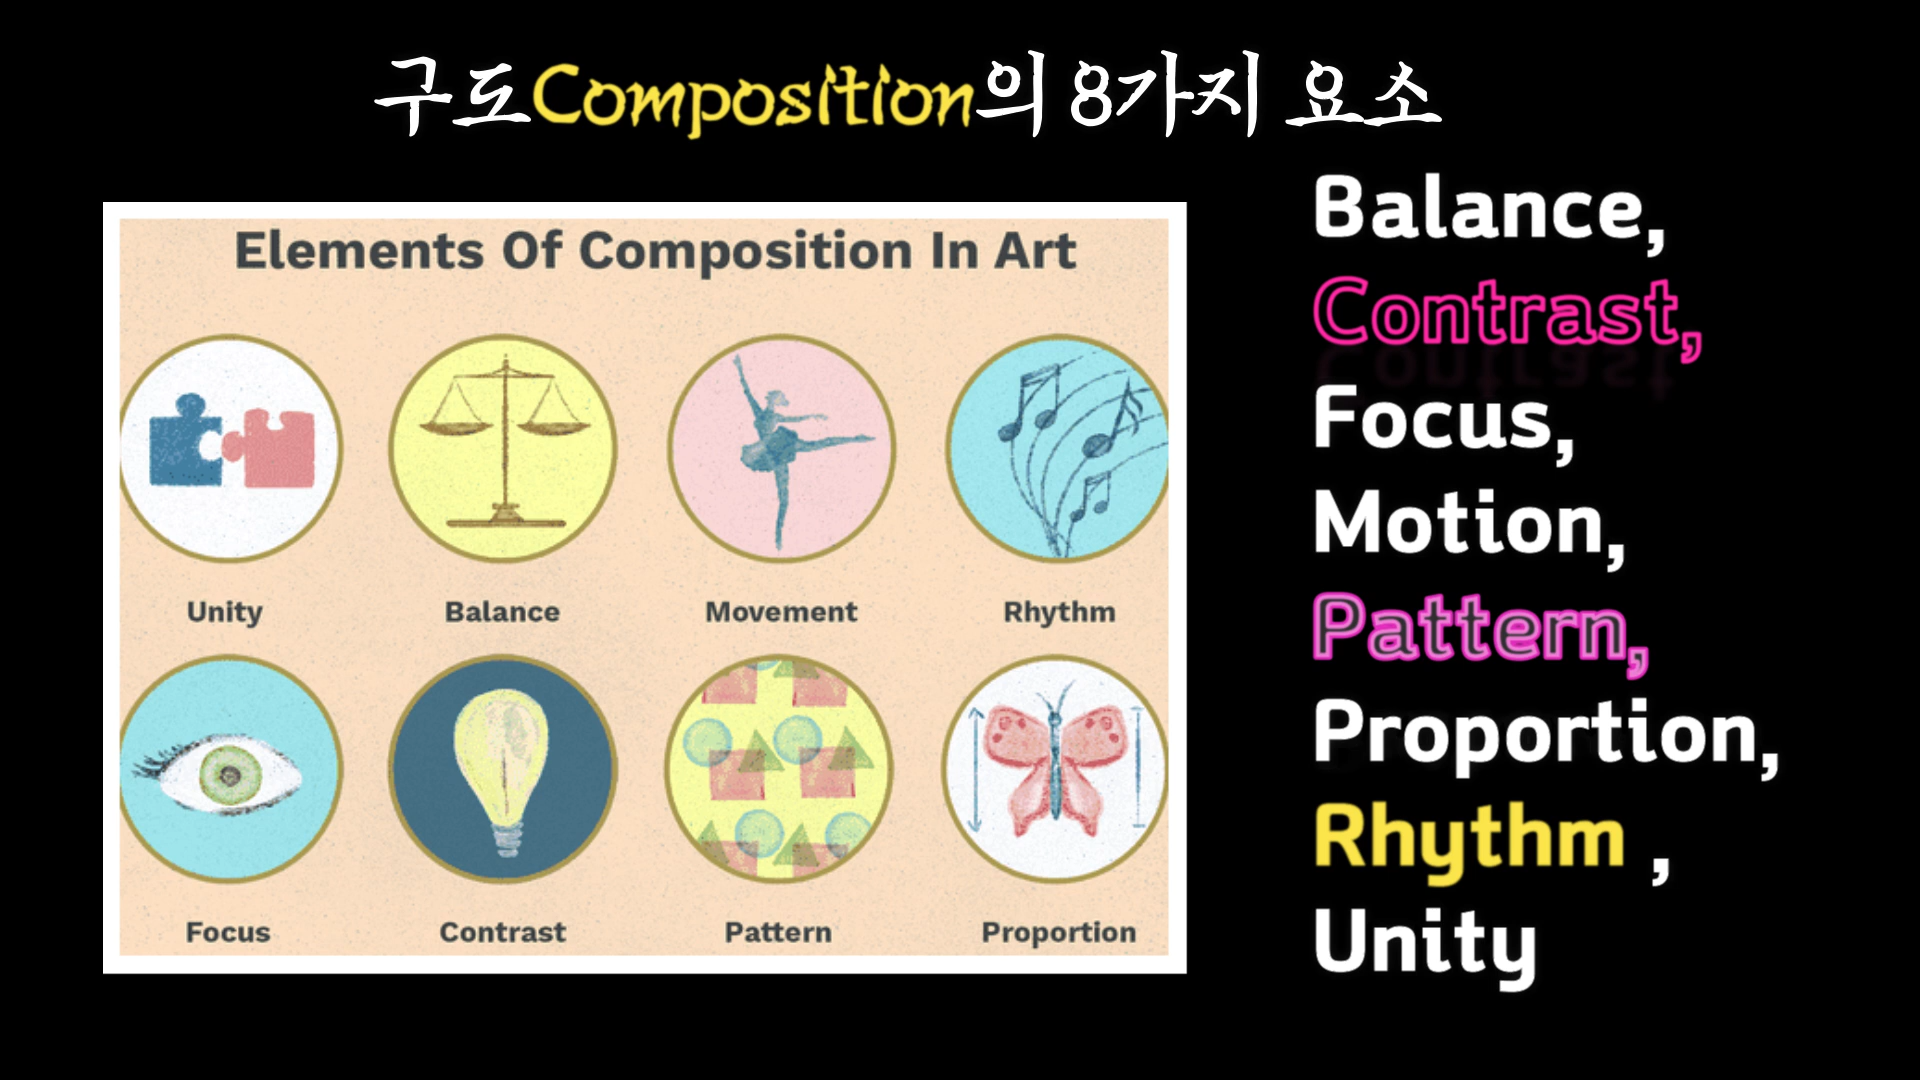 구도Composition의 8가지 요소
Elements Of Composition In Art
Unity Balance Movement Rhythm
Focus Contrast Pattern Proportion
Balance,
Contrast,
Focus,
Motion,
Pattern,
Proportion,
Rhythm ,
Unity